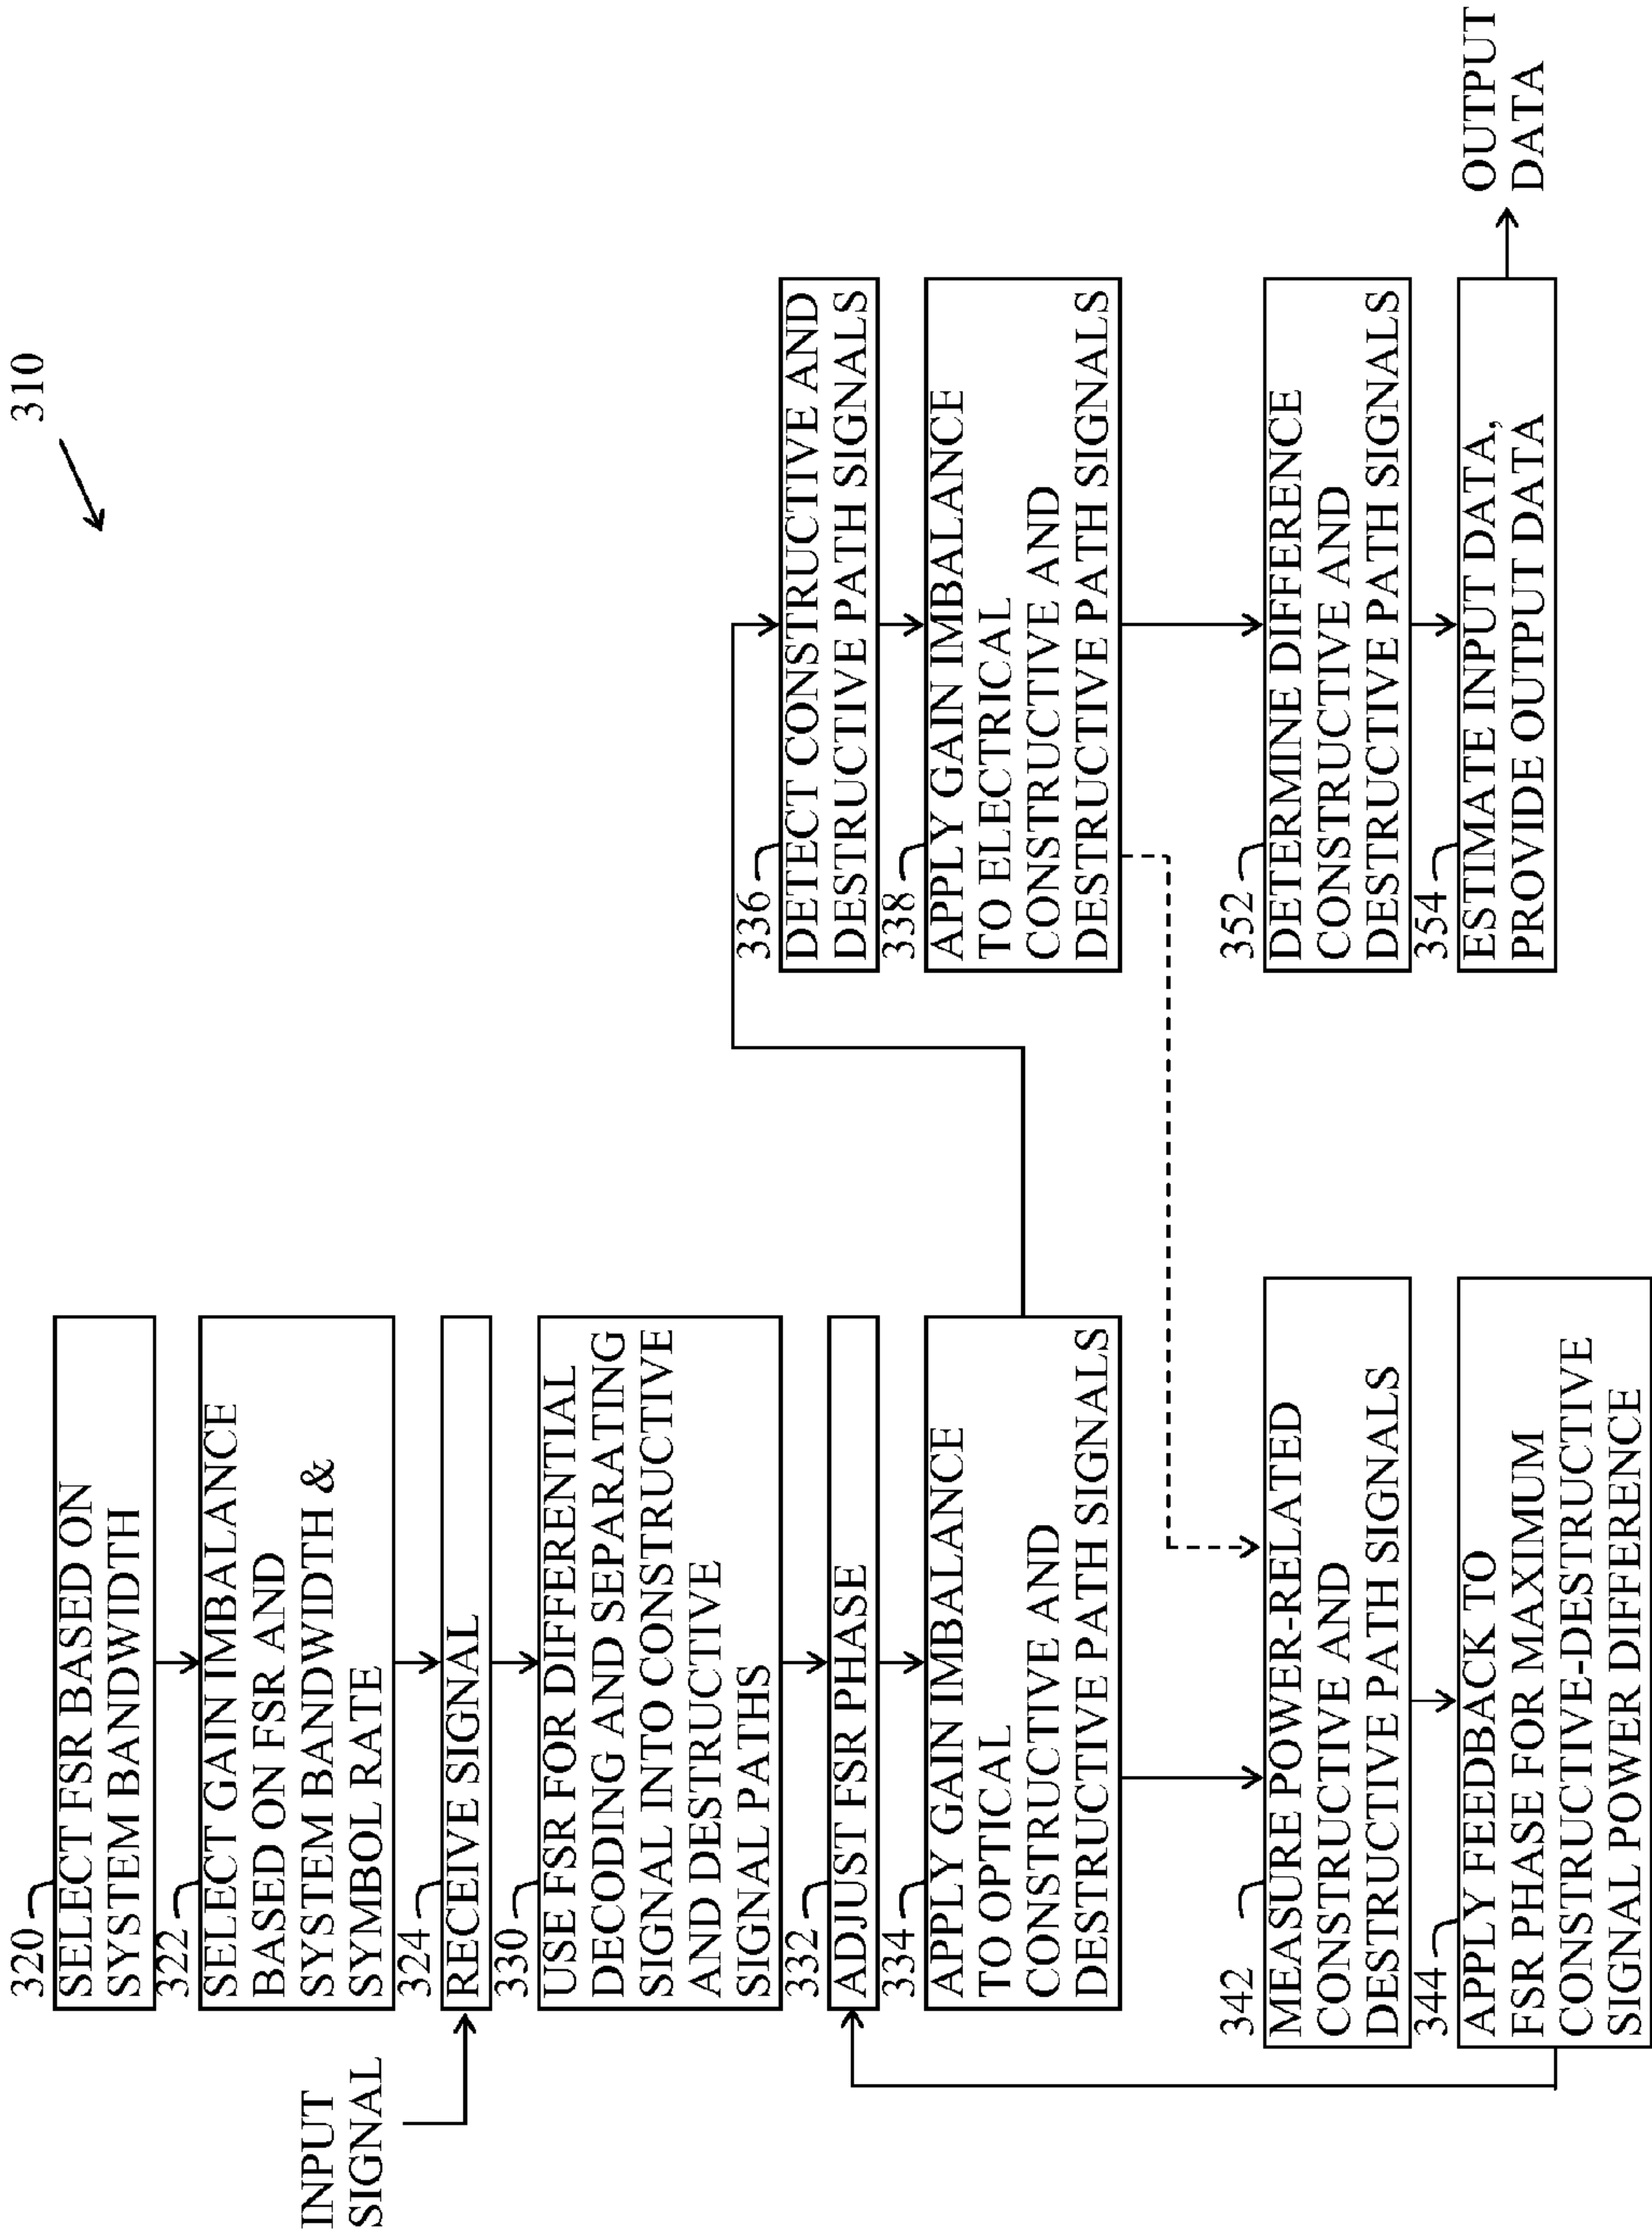 310
320
SELECT FSR BASED ON
SYSTEM BANDWIDTH
322
SELECT GAIN IMBALANCE
BASED ON FSR AND
SYSTEM BANDWIDTH &
SYMBOL RATE
INPUT
SIGNAL
324
RECEIVE SIGNAL
330
USE FSR FOR DIFFERENTIAL
DECODING AND SEPARATING
SIGNAL INTO CONSTRUCTIVE
AND DESTRUCTIVE
SIGNAL PATHS
332
ADJUST FSR PHASE
334
APPLY GAIN IMBALANCE
TO OPTICAL
CONSTRUCTIVE AND
DESTRUCTIVE PATH SIGNALS
342
MEASURE POWER-RELATED
CONSTRUCTIVE AND
DESTRUCTIVE PATH SIGNALS
344
APPLY FEEDBACK TO
FSR PHASE FOR MAXIMUM
CONSTRUCTIVE-DESTRUCTIVE
SIGNAL POWER DIFFERENCE
336
DETECT CONSTRUCTIVE AND
DESTRUCTIVE PATH SIGNALS
338
APPLY GAIN IMBALANCE
TO ELECTRICAL
CONSTRUCTIVE AND
DESTRUCTIVE PATH SIGNALS
352
DETERMINE DIFFERENCE
CONSTRUCTIVE AND
DESTRUCTIVE PATH SIGNALS
354
ESTIMATE INPUT DATA,
PROVIDE OUTPUT DATA
OUTPUT
DATA